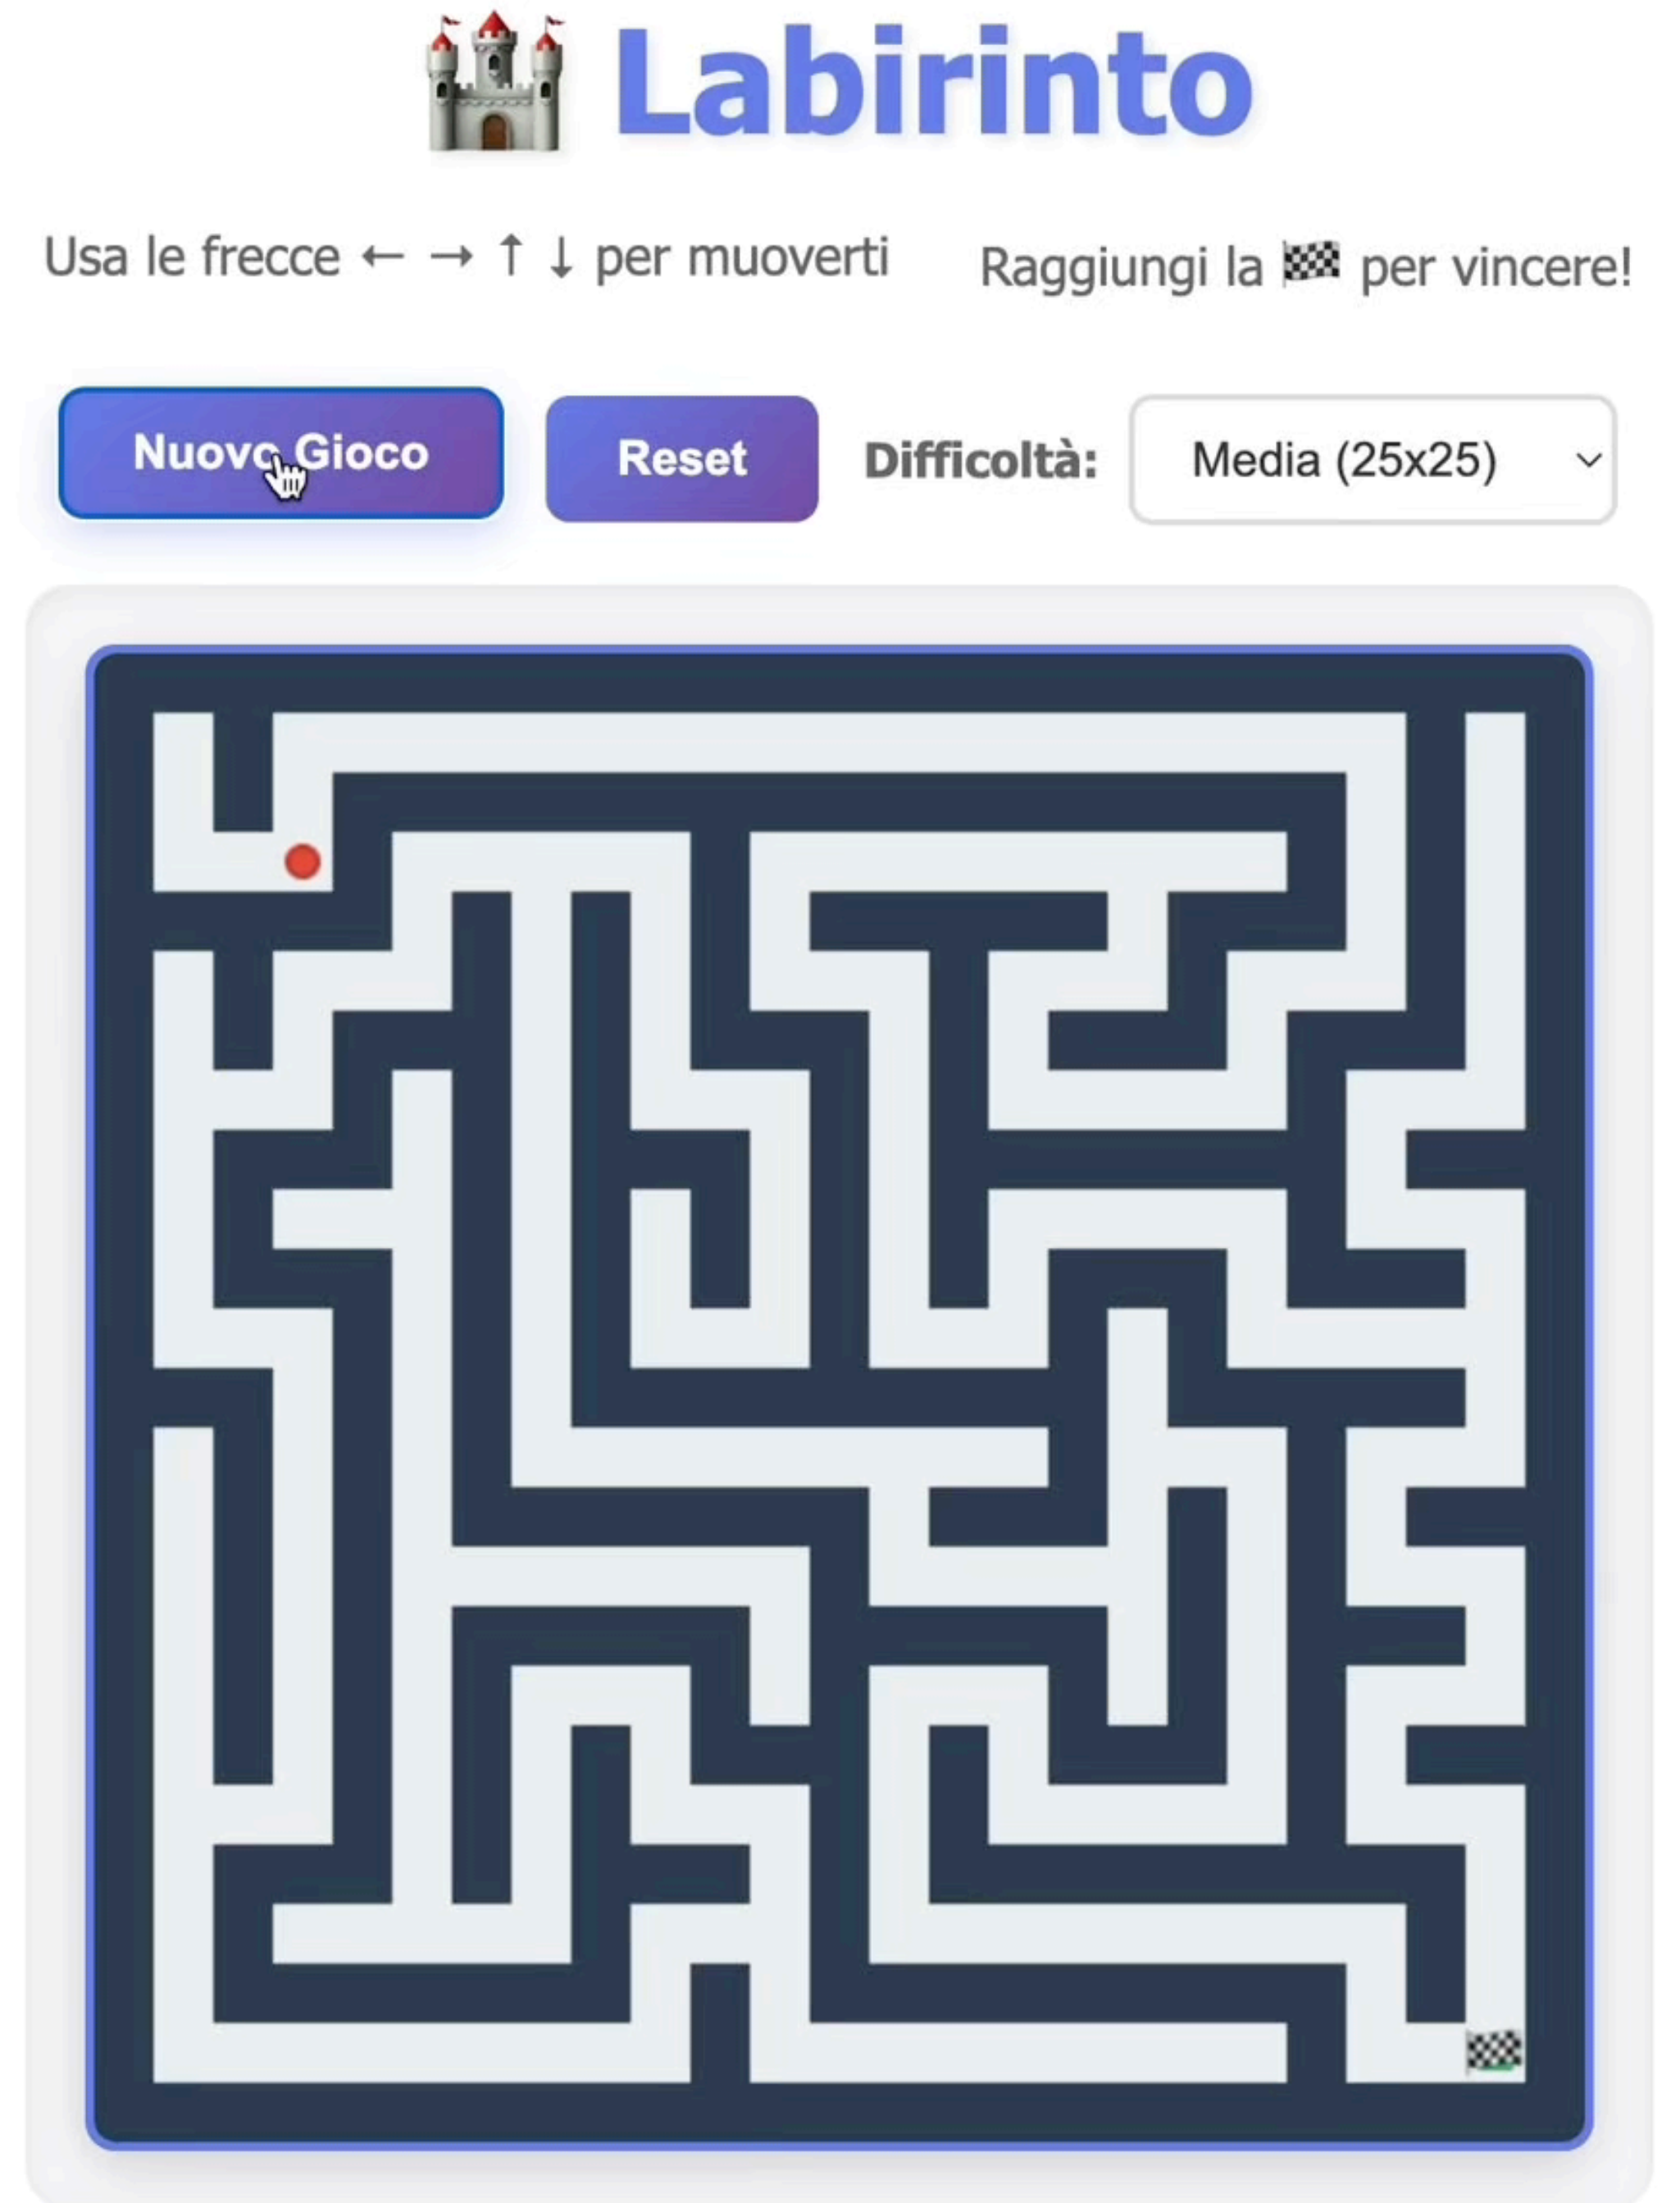 Labirinto
Usa le frecce ← → ↑ ↓ per muoverti
Raggiungi la 🏁 per vincere!
Nuovo Gioco
Reset
Difficoltà:
Media (25x25)